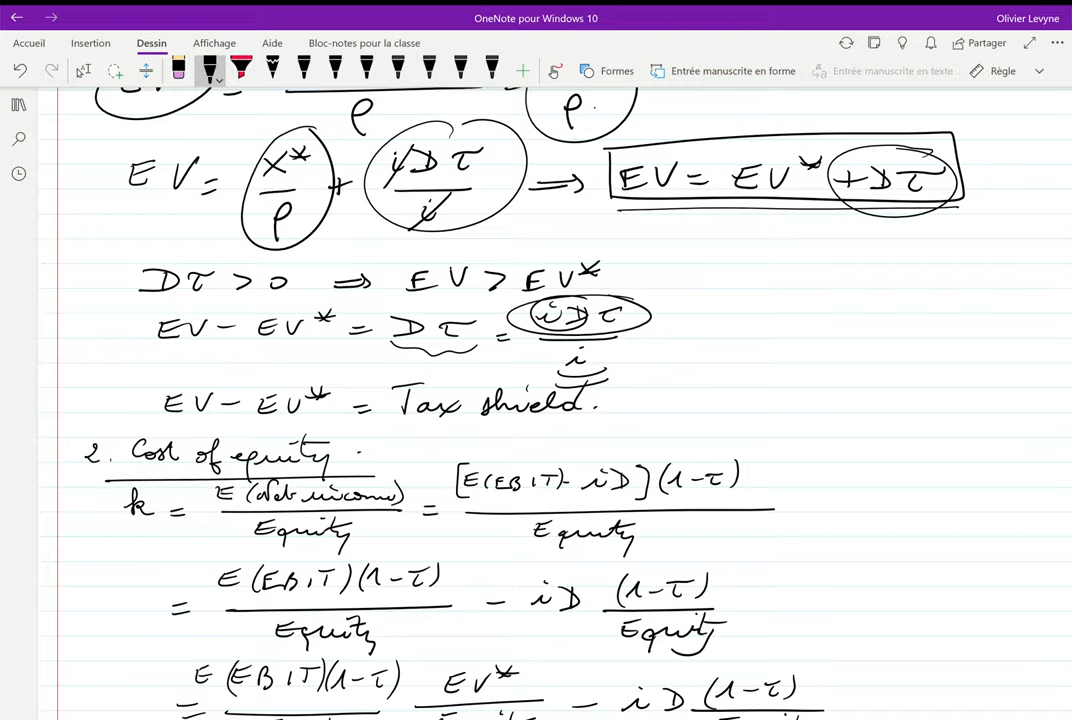 OneNote pour Windows 10
Olivier Levyne
Accueil Insertion Dessin Affichage Aide Bloc-notes pour la classe
Partager
Formes Entrée manuscrite en forme Entrée manuscrite en texte Règle
ρ ρ
EV = X*/ρ + iDτ/i ⟹ EV = EV* + Dτ
Dτ > 0 ⟹ EV > EV*
EV - EV* = Dτ = iDτ/i
EV - EV* = Tax shield.
2. Cost of equity.
k = E(Net income)/Equity = [E(EBIT)- iD](1-τ)/Equity
= E(EBIT)(1-τ)/Equity - iD (1-τ)/Equity
= E(EBIT)(1-τ) EV* - iD (1-τ)